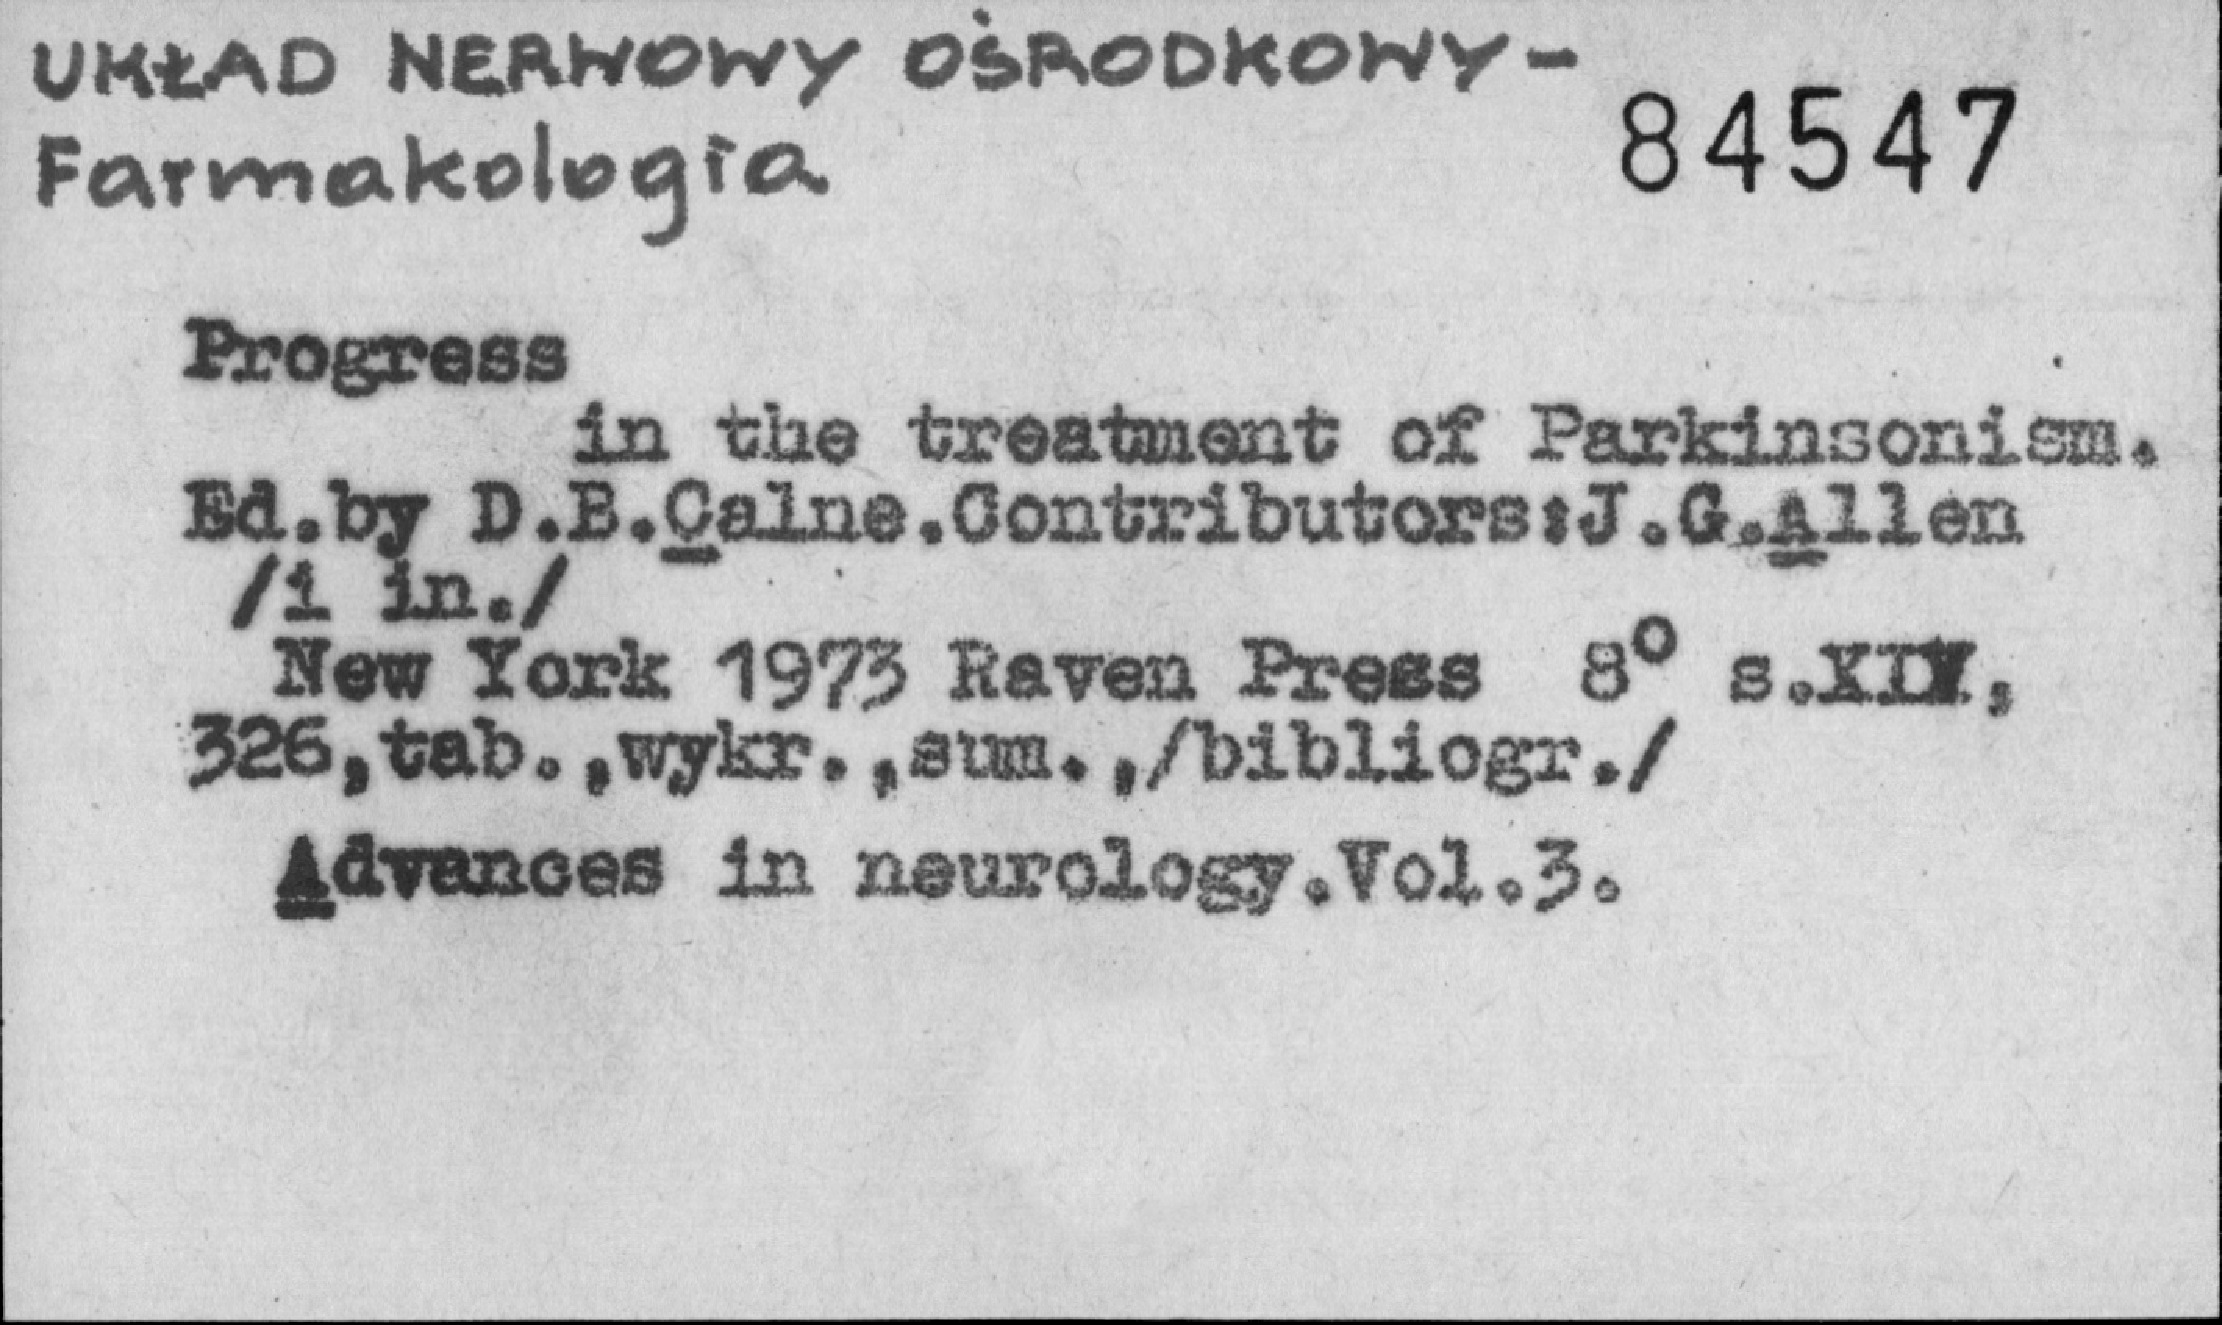 UKŁAD NERWOWY OŚRODKOWY-
Farmakologia
84547
Progress
in the treatment of Parkinsonism.
Ed.by D.B.Calne.Contributors:J.G.Allen
/i in./
New York 1973 Raven Press 8° s.XIV,
326,tab.,wykr.,sum.,/bibliogr./
Advances in neurology.Vol.3.